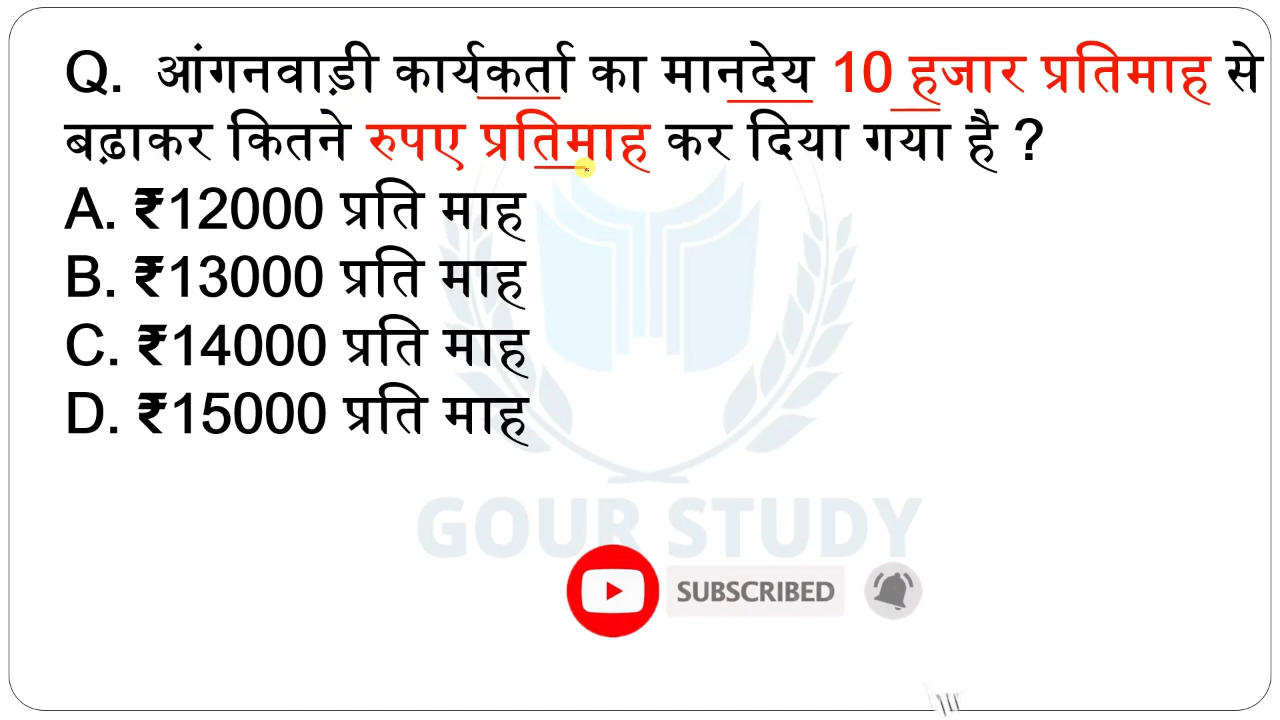 Q. आंगनवाड़ी कार्यकर्ता का मानदेय 10 हजार प्रतिमाह से
बढ़ाकर कितने रुपए प्रतिमाह कर दिया गया है ?
A. ₹12000 प्रति माह
B. ₹13000 प्रति माह
C. ₹14000 प्रति माह
D. ₹15000 प्रति माह
GOUR STUDY
SUBSCRIBED